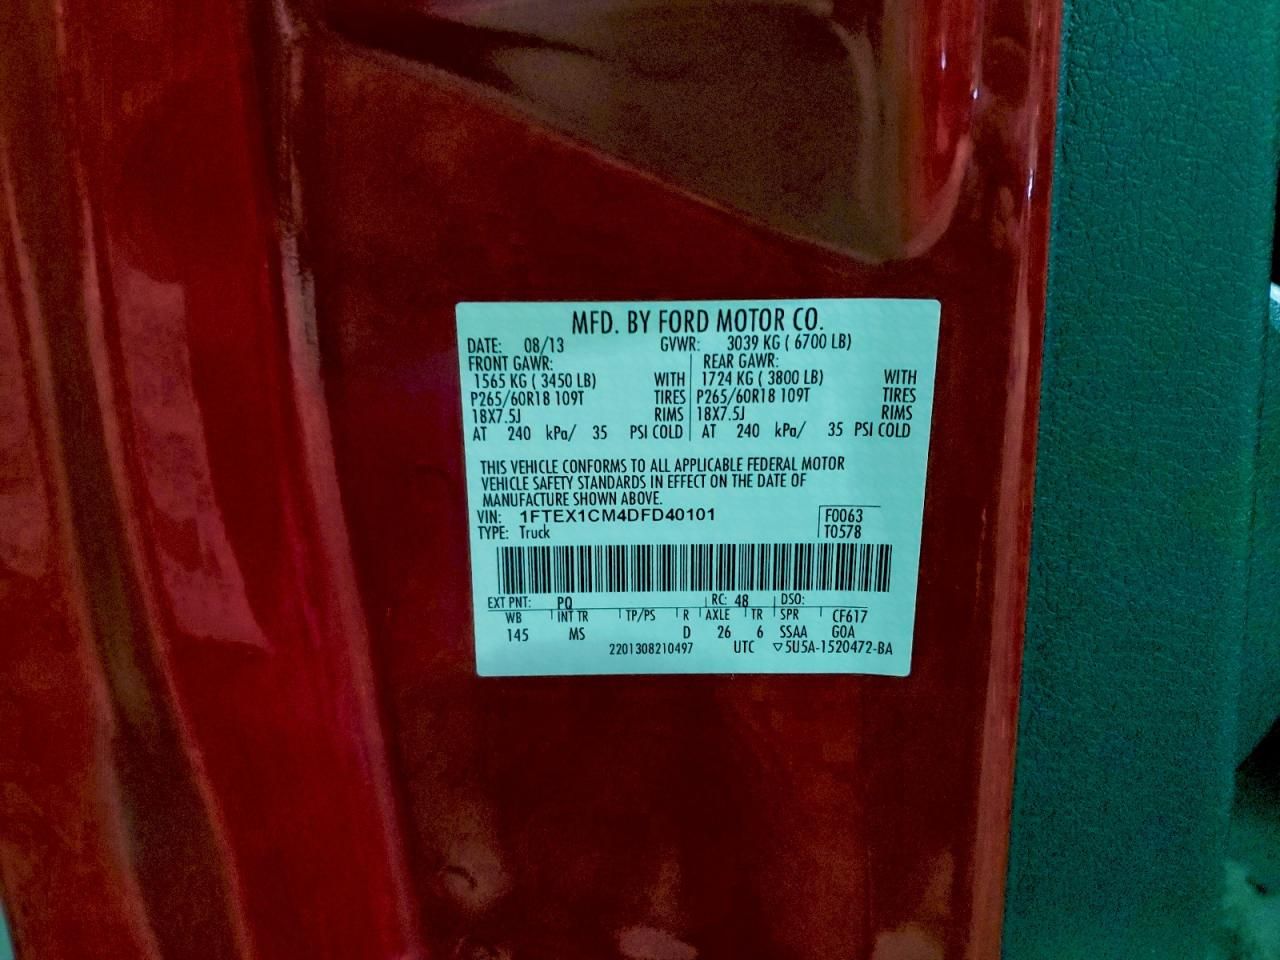 MFD. BY FORD MOTOR CO.
DATE: 08/13 GVWR: 3039 KG ( 6700 LB)
FRONT GAWR: REAR GAWR:
1565 KG ( 3450 LB) WITH 1724 KG ( 3800 LB) WITH
P265/60R18 109T TIRES P265/60R18 109T TIRES
18X7.5J RIMS 18X7.5J RIMS
AT 240 kPa/ 35 PSI COLD AT 240 kPa/ 35 PSI COLD
THIS VEHICLE CONFORMS TO ALL APPLICABLE FEDERAL MOTOR
VEHICLE SAFETY STANDARDS IN EFFECT ON THE DATE OF
MANUFACTURE SHOWN ABOVE.
VIN: 1FTEX1CM4DFD40101 F0063
TYPE: Truck T0578
EXT PNT: PQ RC: 48 DSO:
WB INT TR TP/PS R AXLE TR SPR CF617
145 MS D 26 6 SSAA GOA
2201308210497 UTC ▽5U5A-1520472-BA